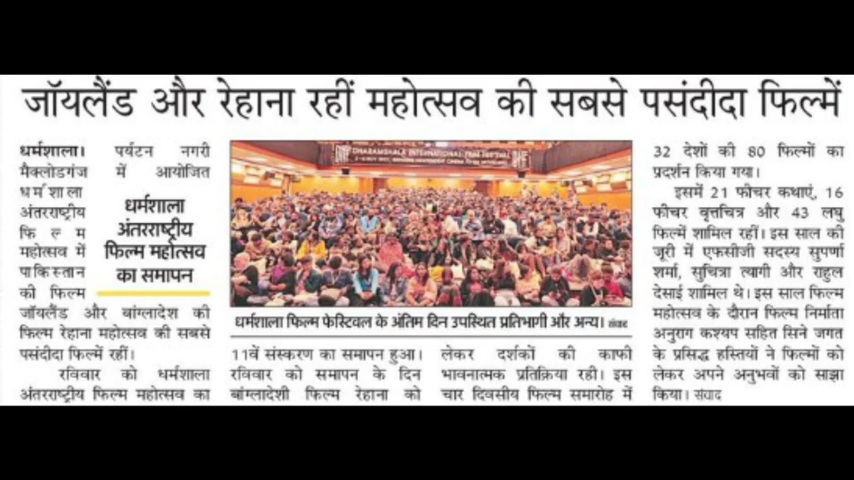 जॉयलैंड और रेहाना रहीं महोत्सव की सबसे पसंदीदा फिल्में
धर्मशाला। पर्यटन नगरी
मैक्लोडगंज में आयोजित
धर्मशाला
अंतरराष्ट्रीय
फिल्म
महोत्सव में
पाकिस्तान
की फिल्म
जॉयलैंड और बांग्लादेश की
फिल्म रेहाना महोत्सव की सबसे
पसंदीदा फिल्में रहीं।
रविवार को धर्मशाला
अंतरराष्ट्रीय फिल्म महोत्सव का
धर्मशाला
अंतरराष्ट्रीय
फिल्म महोत्सव
का समापन
DHARAMSHALA INTERNATIONAL FILM FESTIVAL
धर्मशाला फिल्म फेस्टिवल के अंतिम दिन उपस्थित प्रतिभागी और अन्य। संवाद
11वें संस्करण का समापन हुआ।
रविवार को समापन के दिन
बांग्लादेशी फिल्म रेहाना को
लेकर दर्शकों की काफी
भावनात्मक प्रतिक्रिया रही। इस
चार दिवसीय फिल्म समारोह में
32 देशों की 80 फिल्मों का
प्रदर्शन किया गया।
इसमें 21 फीचर कथाएं, 16
फीचर वृत्तचित्र और 43 लघु
फिल्में शामिल रहीं। इस साल की
जूरी में एफसीजी सदस्य सुपर्णा
शर्मा, सुचित्रा त्यागी और राहुल
देसाई शामिल थे। इस साल फिल्म
महोत्सव के दौरान फिल्म निर्माता
अनुराग कश्यप सहित सिने जगत
के प्रसिद्ध हस्तियों ने फिल्मों को
लेकर अपने अनुभवों को साझा
किया। संवाद